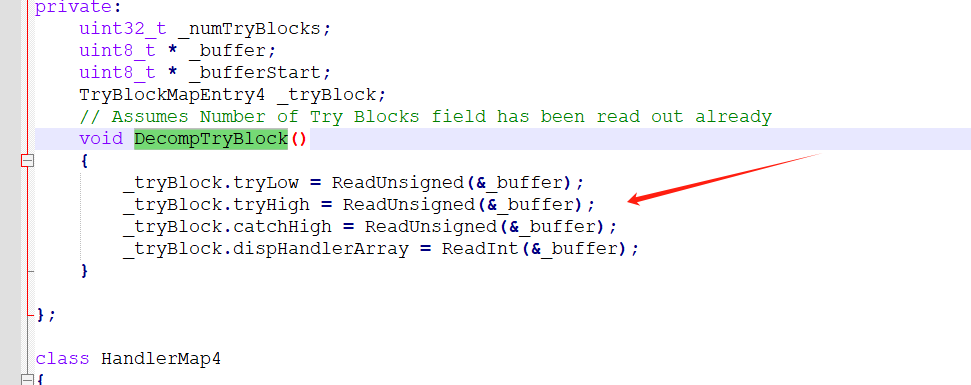 private:
uint32_t _numTryBlocks;
uint8_t * _buffer;
uint8_t * _bufferStart;
TryBlockMapEntry4 _tryBlock;
// Assumes Number of Try Blocks field has been read out already
void DecompTryBlock()
{
_tryBlock.tryLow = ReadUnsigned(&_buffer);
_tryBlock.tryHigh = ReadUnsigned(&_buffer);
_tryBlock.catchHigh = ReadUnsigned(&_buffer);
_tryBlock.dispHandlerArray = ReadInt(&_buffer);
}
};
class HandlerMap4
{